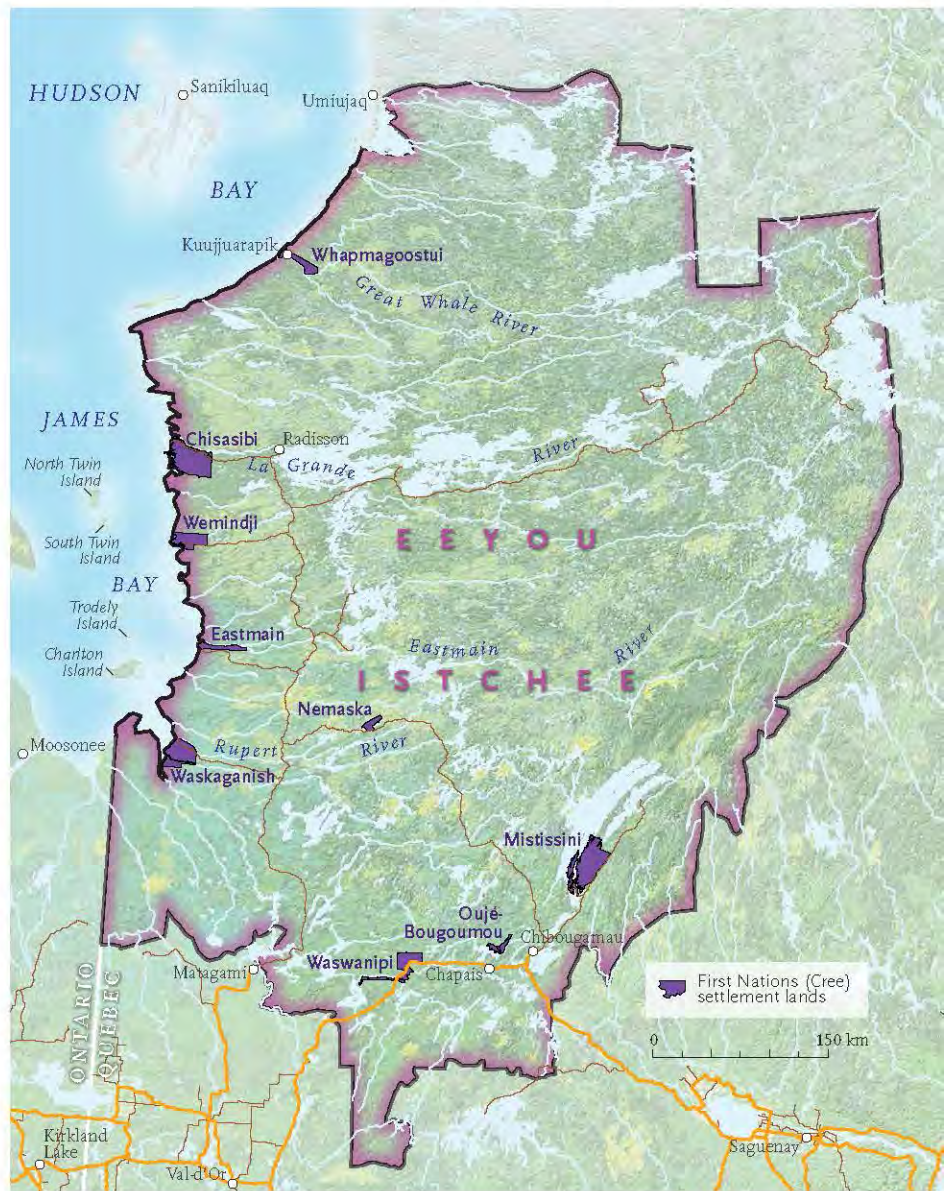 HUDSON
Sanikiluaq
Umiujaq
BAY
Kuujjuarapik
Whapmagoostui
Great Whale River
JAMES
Chisasibi
Radisson
North Twin
Island
La Grande
River
Wemindji
EEYOU
South Twin
Island
BAY
Trodely
Island
Eastmain
Eastmain
River
Charlton
Island
ISTCHEE
Nemaska
Moosonee
Rupert
River
Waskaganish
Mistissini
Oujé-
Bougoumou
Chibougamau
Waswanipi
Matagami
Chapais
First Nations (Cree)
settlement lands
0
150 km
ONTARIO
QUEBEC
Kirkland
Lake
Val-d'Or
Saguenay